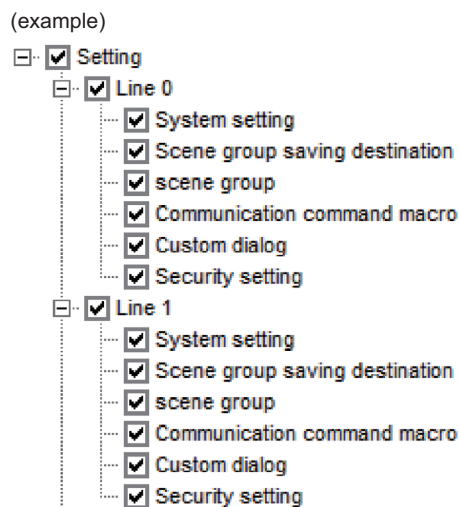 (example)
Setting
Line 0
System setting
Scene group saving destination
scene group
Communication command macro
Custom dialog
Security setting
Line 1
System setting
Scene group saving destination
scene group
Communication command macro
Custom dialog
Security setting